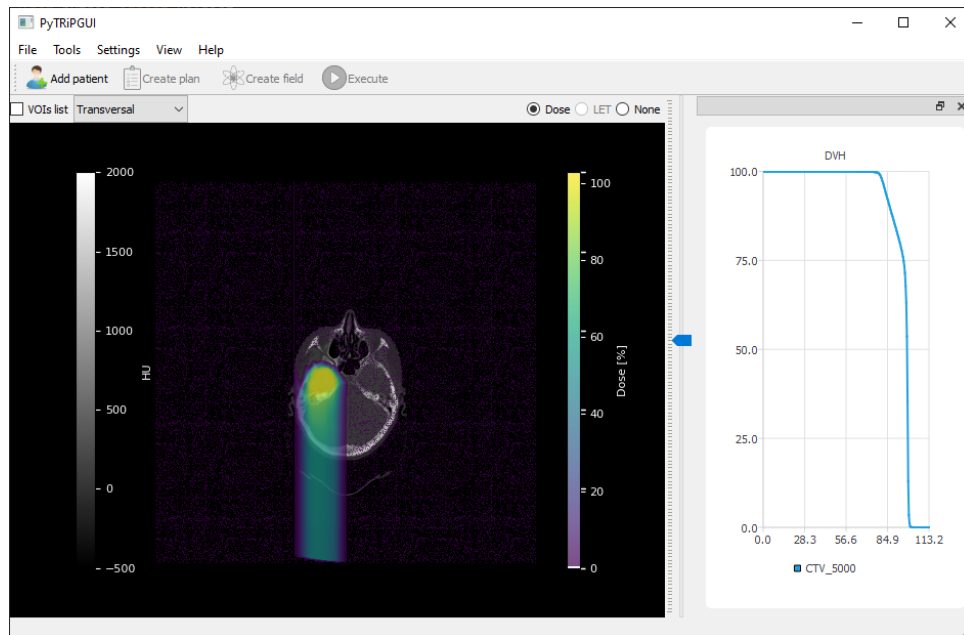 PyTRiPGUI
File Tools Settings View Help
Add patient Create plan Create field Execute
VOIs list Transversal Dose LET None
2000
1500
1000
500
0
−500
HU
100
80
60
40
20
0
Dose [%]
DVH
100.0
75.0
50.0
25.0
0.0
0.0 28.3 56.6 84.9 113.2
CTV_5000